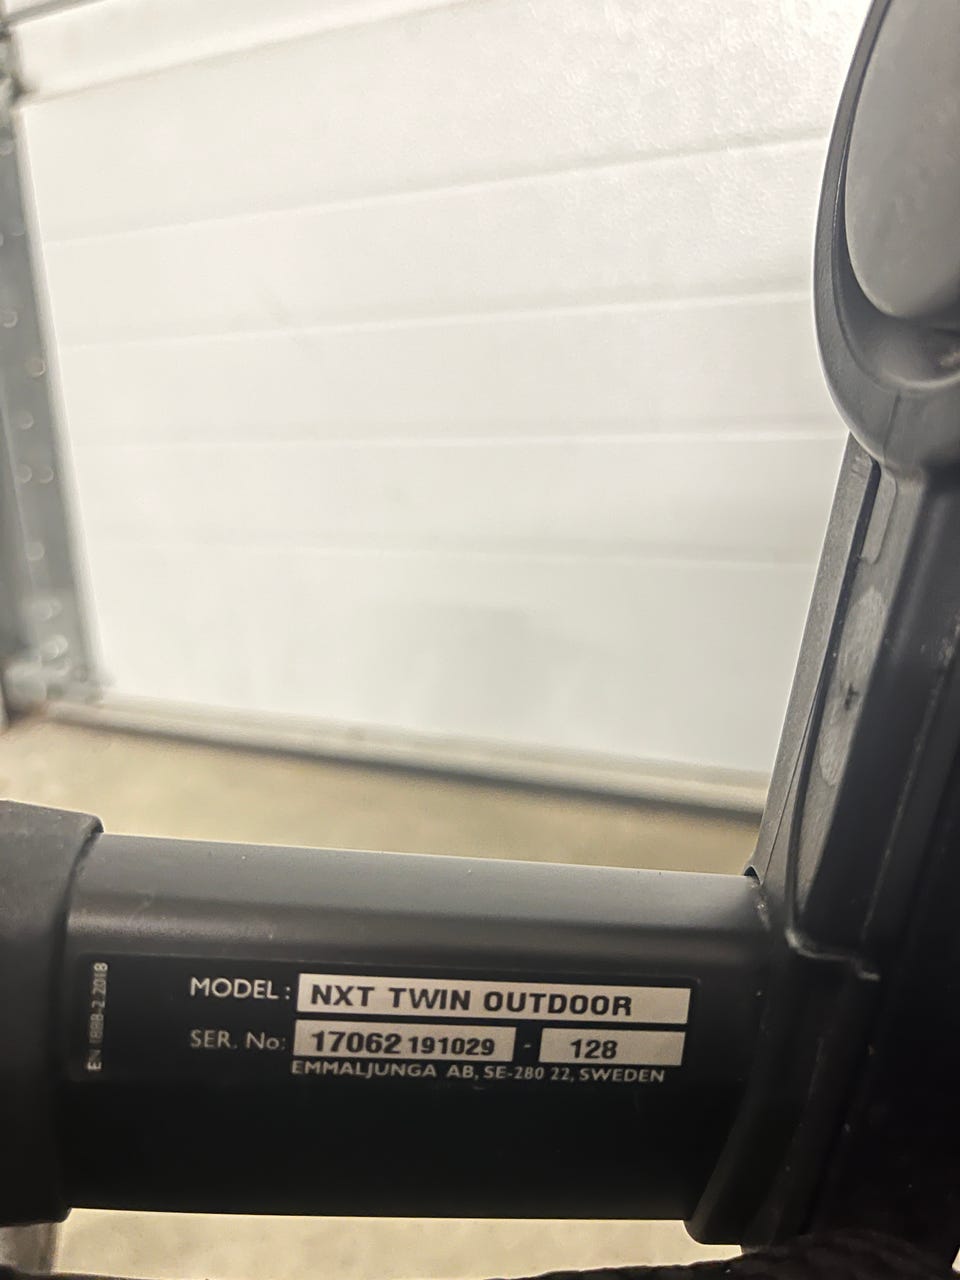 MODEL: NXT TWIN OUTDOOR
SER. No: 17062 191029 - 128
EMMALJUNGA AB, SE-280 22, SWEDEN
EN 1888-2 2018